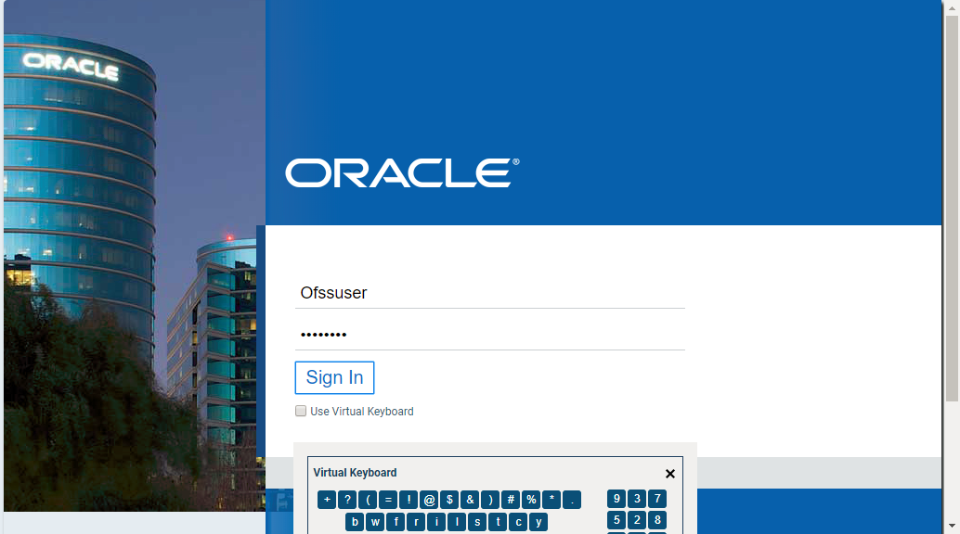 ORACLE
ORACLE®
Ofssuser
••••••••
Sign In
Use Virtual Keyboard
Virtual Keyboard
+ ? ( = ! @ $ & ) # % * . 9 3 7
b w f r i l s t c y 5 2 8